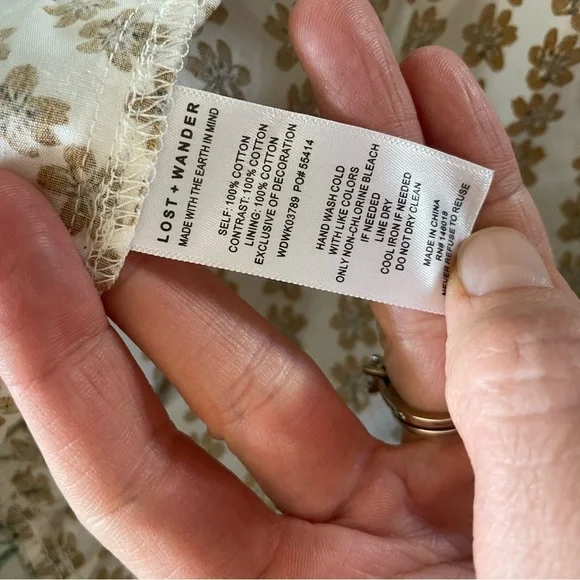 LOST + WANDER
MADE WITH THE EARTH IN MIND
SELF: 100% COTTON
CONTRAST: 100% COTTON
LINING: 100% COTTON
EXCLUSIVE OF DECORATION
WDWK03789 PO# 55414
HAND WASH COLD
WITH LIKE COLORS
ONLY NON-CHLORINE BLEACH
IF NEEDED
LINE DRY
COOL IRON IF NEEDED
DO NOT DRY CLEAN
MADE IN CHINA
RN# 146018
NEVER REFUSE TO REUSE